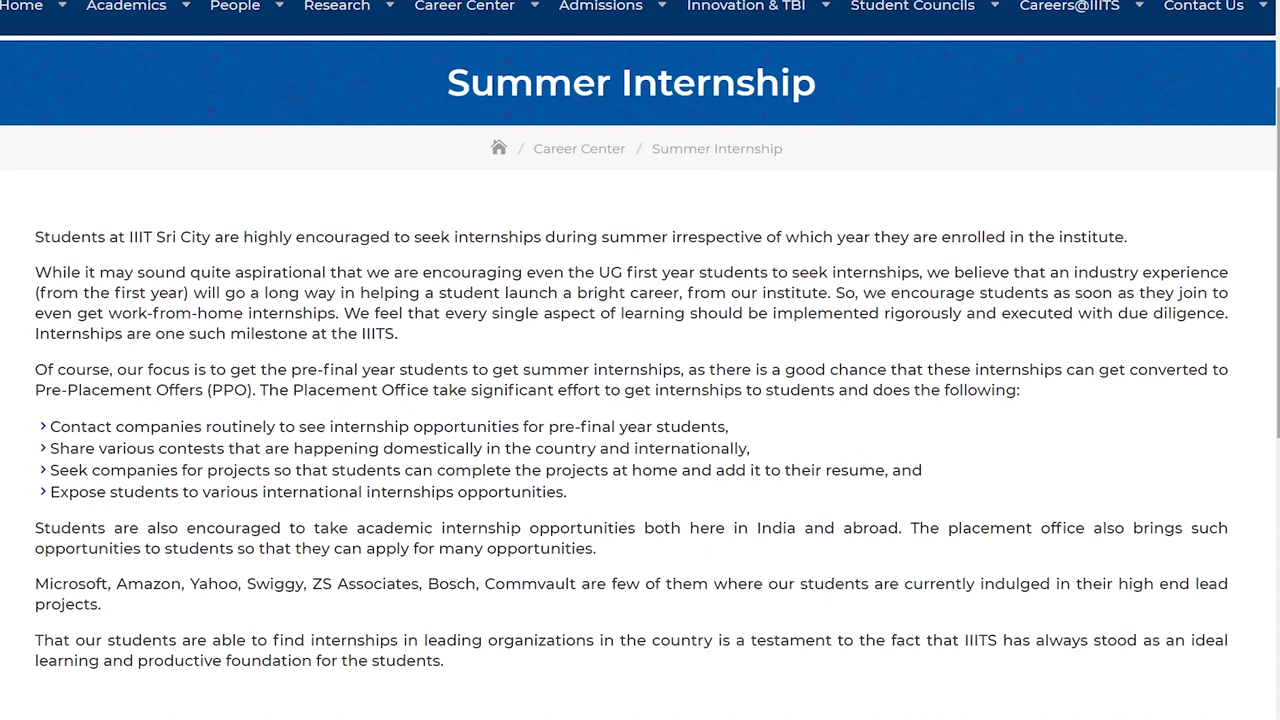 Home Academics People Research Career Center Admissions Innovation & TBI Student Councils Careers@IIITS Contact Us
Summer Internship
/ Career Center / Summer Internship
Students at IIIT Sri City are highly encouraged to seek internships during summer irrespective of which year they are enrolled in the institute.
While it may sound quite aspirational that we are encouraging even the UG first year students to seek internships, we believe that an industry experience
(from the first year) will go a long way in helping a student launch a bright career, from our institute. So, we encourage students as soon as they join to
even get work-from-home internships. We feel that every single aspect of learning should be implemented rigorously and executed with due diligence.
Internships are one such milestone at the IIITS.
Of course, our focus is to get the pre-final year students to get summer internships, as there is a good chance that these internships can get converted to
Pre-Placement Offers (PPO). The Placement Office take significant effort to get internships to students and does the following:
Contact companies routinely to see internship opportunities for pre-final year students,
Share various contests that are happening domestically in the country and internationally,
Seek companies for projects so that students can complete the projects at home and add it to their resume, and
Expose students to various international internships opportunities.
Students are also encouraged to take academic internship opportunities both here in India and abroad. The placement office also brings such
opportunities to students so that they can apply for many opportunities.
Microsoft, Amazon, Yahoo, Swiggy, ZS Associates, Bosch, Commvault are few of them where our students are currently indulged in their high end lead
projects.
That our students are able to find internships in leading organizations in the country is a testament to the fact that IIITS has always stood as an ideal
learning and productive foundation for the students.